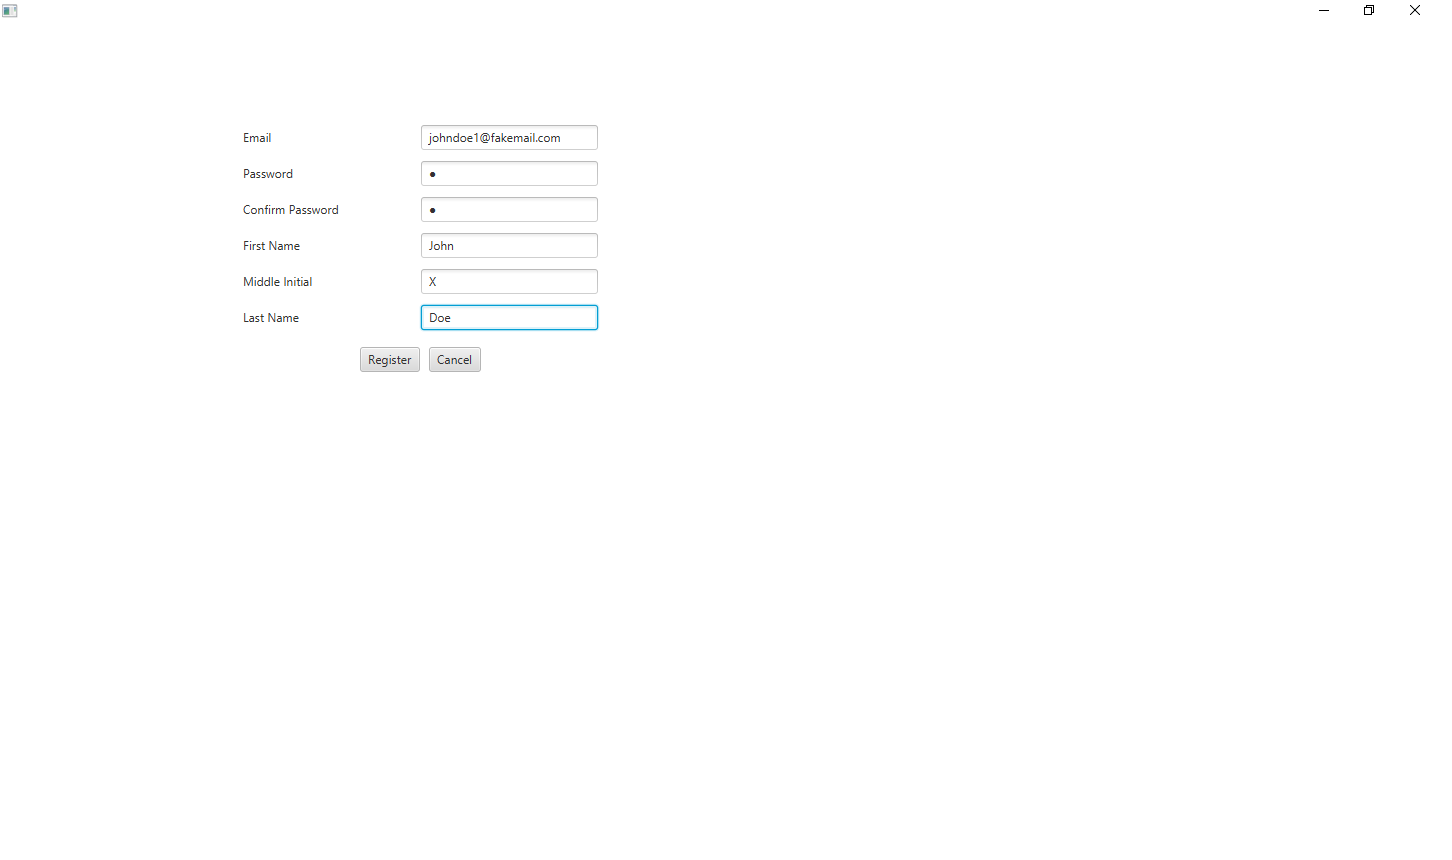 Email johndoe1@fakemail.com
Password ●
Confirm Password ●
First Name John
Middle Initial X
Last Name Doe
Register Cancel